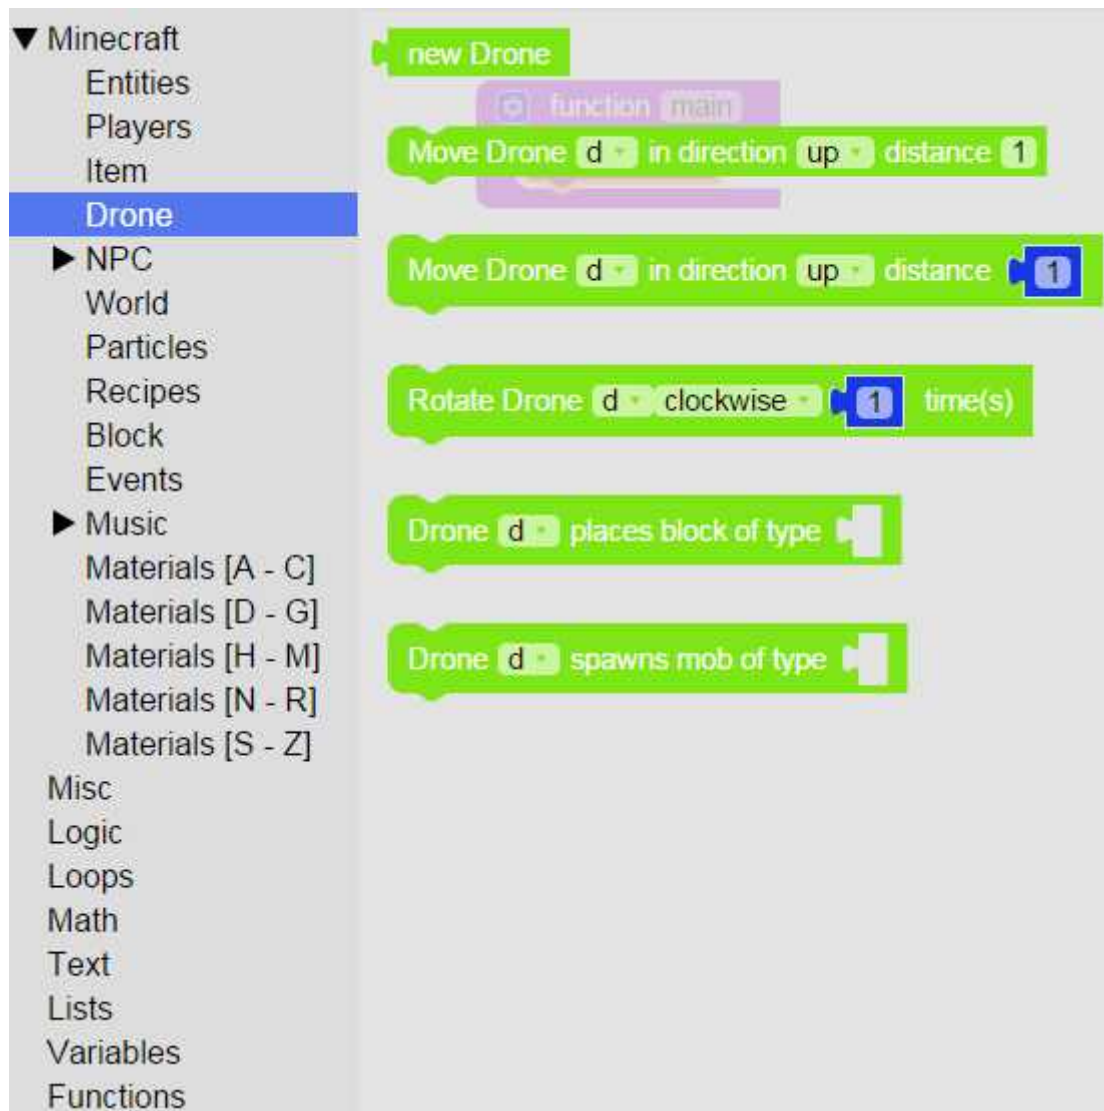 Minecraft
Entities
Players
Item
Drone
NPC
World
Particles
Recipes
Block
Events
Music
Materials [A - C]
Materials [D - G]
Materials [H - M]
Materials [N - R]
Materials [S - Z]
Misc
Logic
Loops
Math
Text
Lists
Variables
Functions
new Drone
function main
Move Drone d in direction up distance 1
Move Drone d in direction up distance 1
Rotate Drone d clockwise 1 time(s)
Drone d places block of type
Drone d spawns mob of type